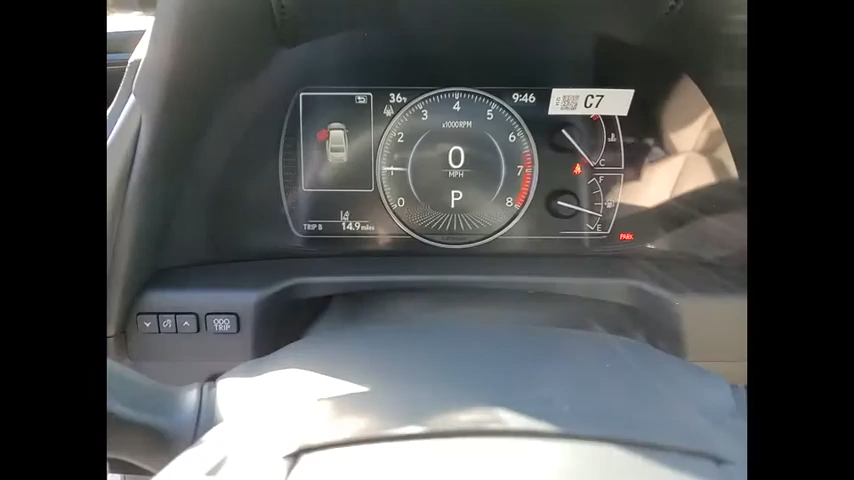 36°F
9:46
C7
x1000RPM
0 1 2 3 4 5 6 7 8
0
MPH
P
C
F
E
TRIP B 14.9 miles
PARK
ODO
TRIP